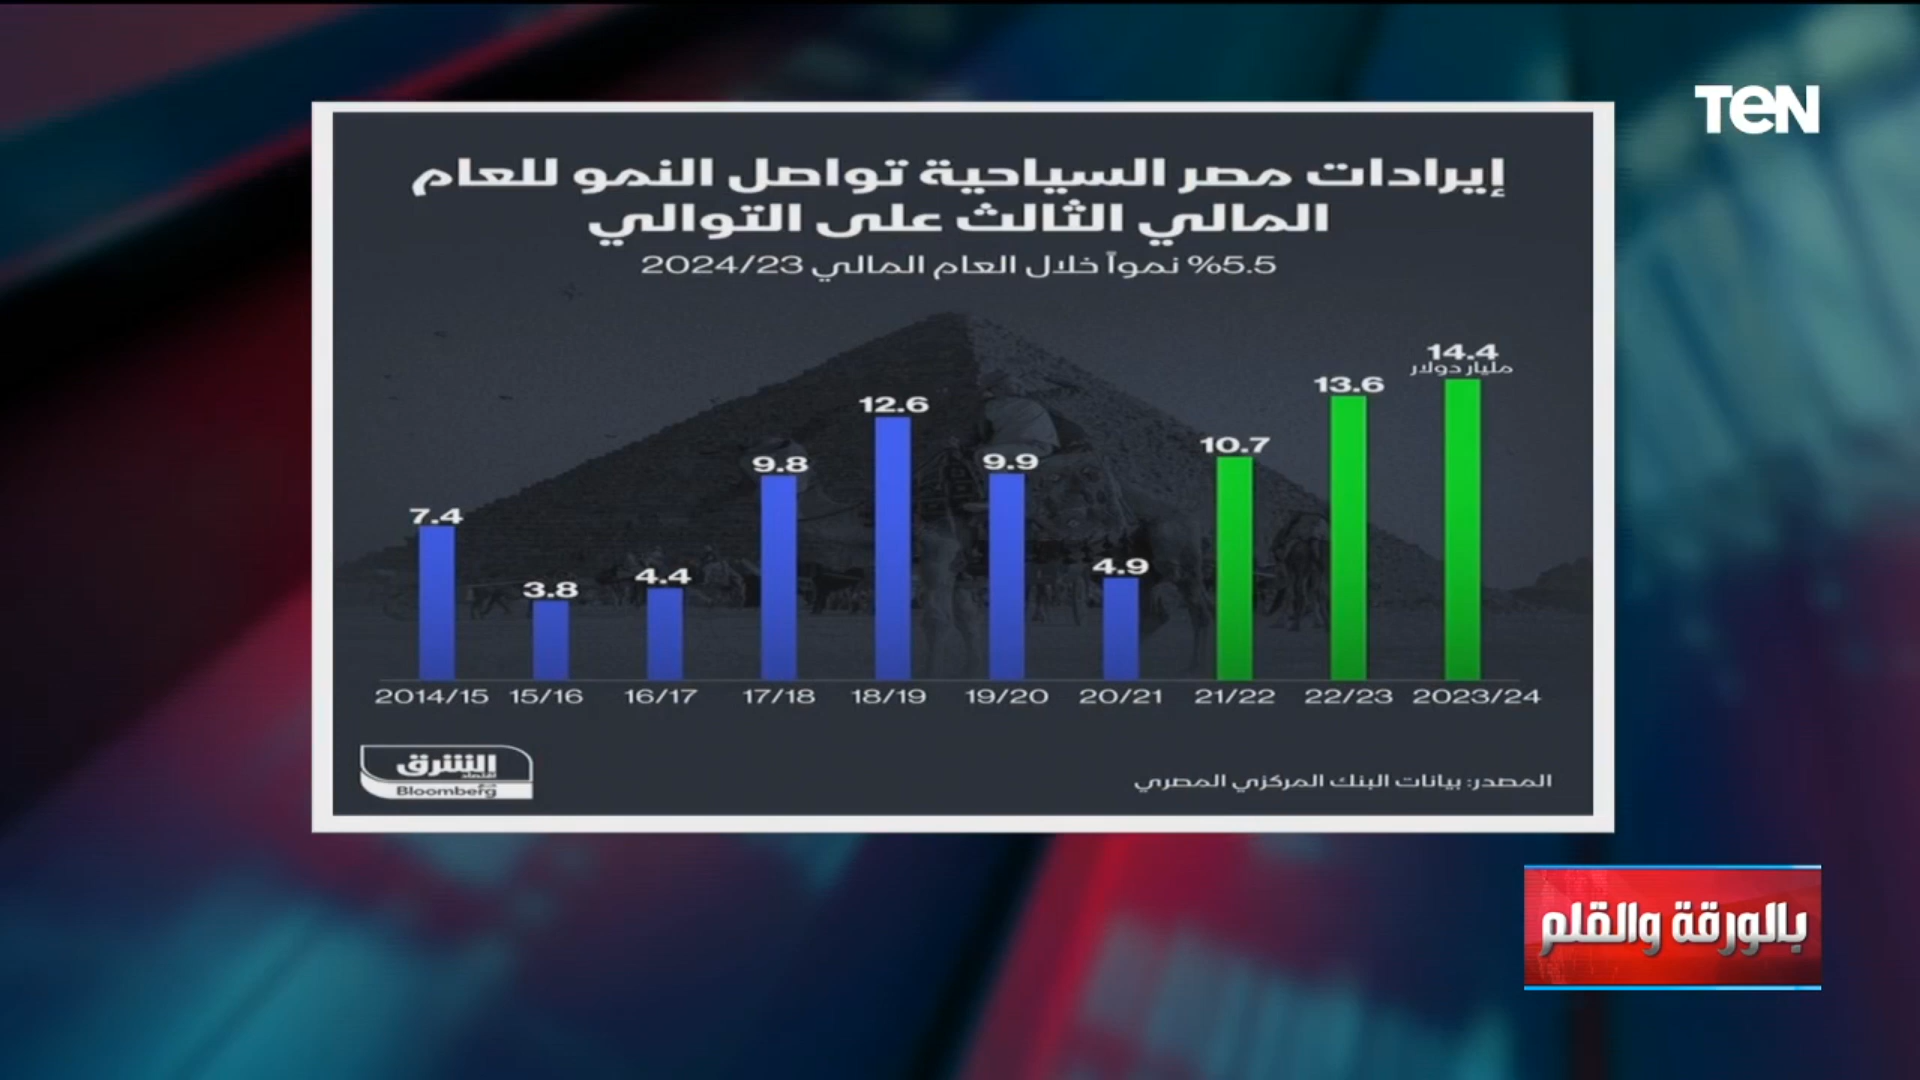 TeN
إيرادات مصر السياحية تواصل النمو للعام
المالي الثالث على التوالي
5.5% نمواً خلال العام المالي 2024/23
7.4
3.8
4.4
9.8
12.6
9.9
4.9
10.7
13.6
14.4
مليار دولار
2014/15 15/16 16/17 17/18 18/19 19/20 20/21 21/22 22/23 2023/24
الشرق
اقتصاد
مع
Bloomberg
المصدر: بيانات البنك المركزي المصري
بالورقة والقلم